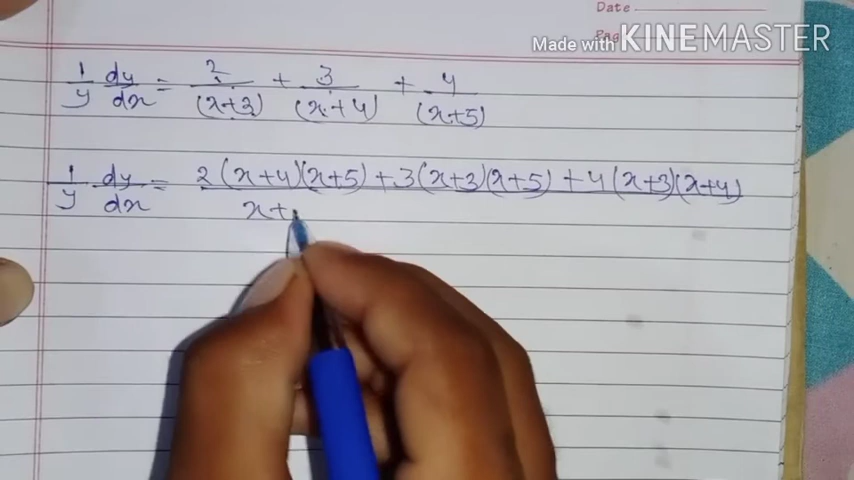 Date
Page
Made with KINEMASTER
1/y dy/dx = 2/(x+3) + 3/(x+4) + 4/(x+5)
1/y dy/dx = 2(x+4)(x+5) + 3(x+3)(x+5) + 4(x+3)(x+4)
x+